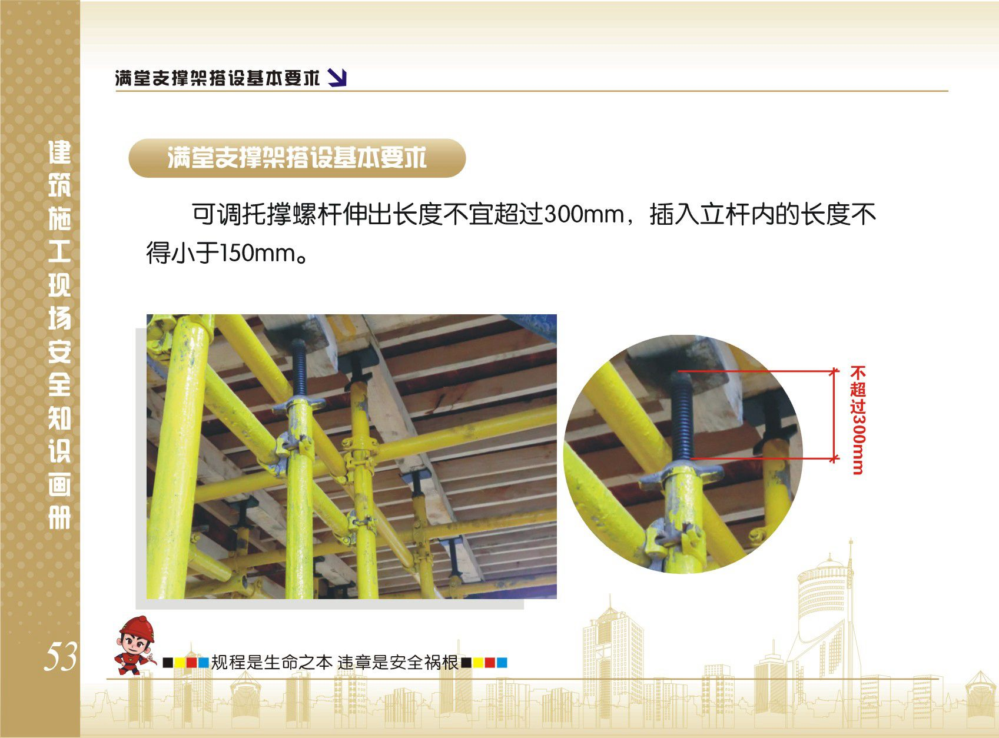 满堂支撑架搭设基本要求
建筑施工现场安全知识画册
满堂支撑架搭设基本要求
可调托撑螺杆伸出长度不宜超过300mm，插入立杆内的长度不
得小于150mm。
不超过300mm
53
规程是生命之本 违章是安全祸根